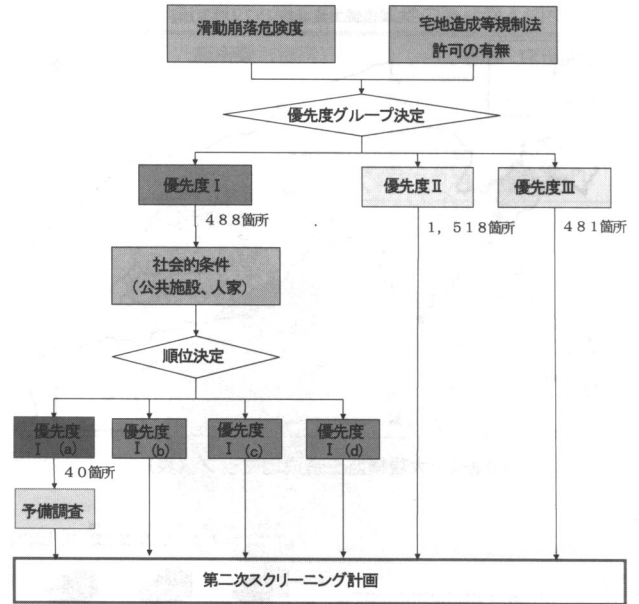 滑動崩落危険度
宅地造成等規制法
許可の有無
優先度グループ決定
優先度Ⅰ
優先度Ⅱ
優先度Ⅲ
488箇所
1,518箇所
481箇所
社会的条件
(公共施設、人家)
順位決定
優先度
Ⅰ (a)
優先度
Ⅰ (b)
優先度
Ⅰ (c)
優先度
Ⅰ (d)
40箇所
予備調査
第二次スクリーニング計画